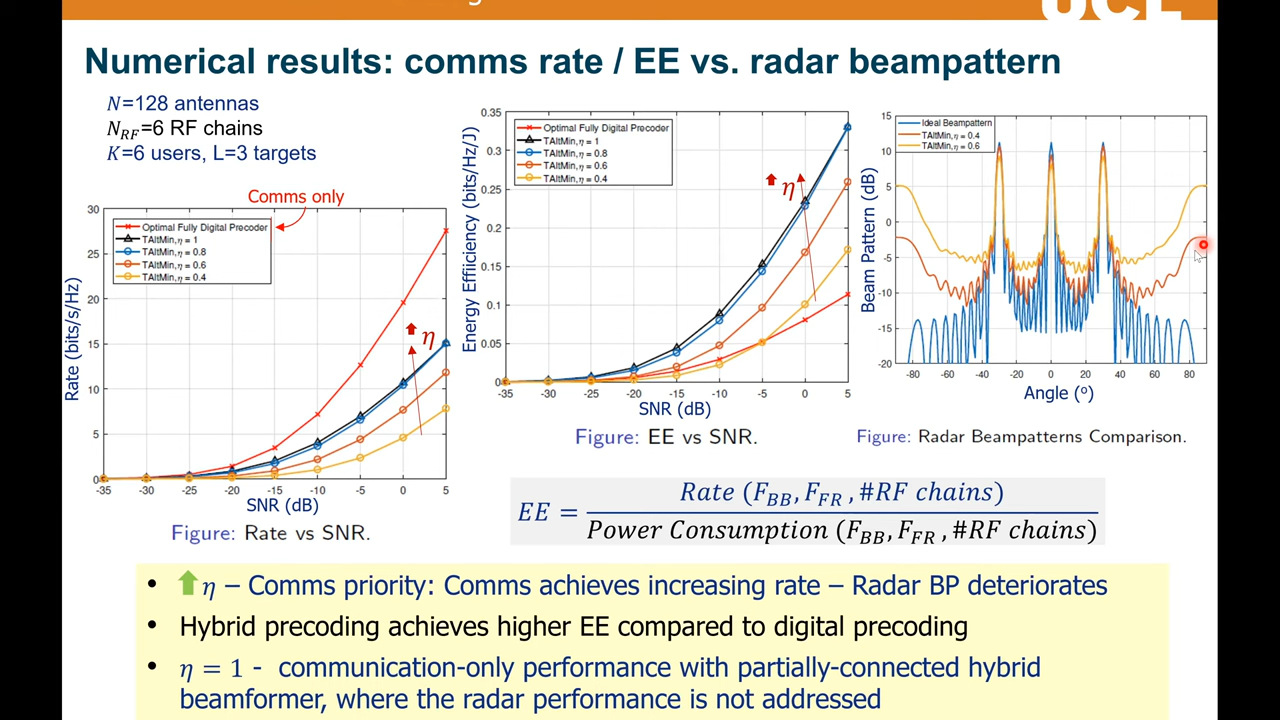 UCL
Numerical results: comms rate / EE vs. radar beampattern
N=128 antennas
N_RF=6 RF chains
K=6 users, L=3 targets
Comms only
Optimal Fully Digital Precoder
TAltMin,η = 1
TAltMin,η = 0.8
TAltMin,η = 0.6
TAltMin,η = 0.4
η
Rate (bits/s/Hz)
30
25
20
15
10
5
0
-35 -30 -25 -20 -15 -10 -5 0 5
SNR (dB)
Figure: Rate vs SNR.
Optimal Fully Digital Precoder
TAltMin,η = 1
TAltMin,η = 0.8
TAltMin,η = 0.6
TAltMin,η = 0.4
η
Energy Efficiency (bits/Hz/J)
0.35
0.3
0.25
0.2
0.15
0.1
0.05
0
-35 -30 -25 -20 -15 -10 -5 0 5
SNR (dB)
Figure: EE vs SNR.
Ideal Beampattern
TAltMin, η = 0.4
TAltMin, η = 0.6
Beam Pattern (dB)
15
10
5
0
-5
-10
-15
-20
-80 -60 -40 -20 0 20 40 60 80
Angle (°)
Figure: Radar Beampatterns Comparison.
EE = Rate (F_BB, F_FR , #RF chains)
Power Consumption (F_BB, F_FR , #RF chains)
• η – Comms priority: Comms achieves increasing rate – Radar BP deteriorates
• Hybrid precoding achieves higher EE compared to digital precoding
• η = 1 - communication-only performance with partially-connected hybrid
beamformer, where the radar performance is not addressed